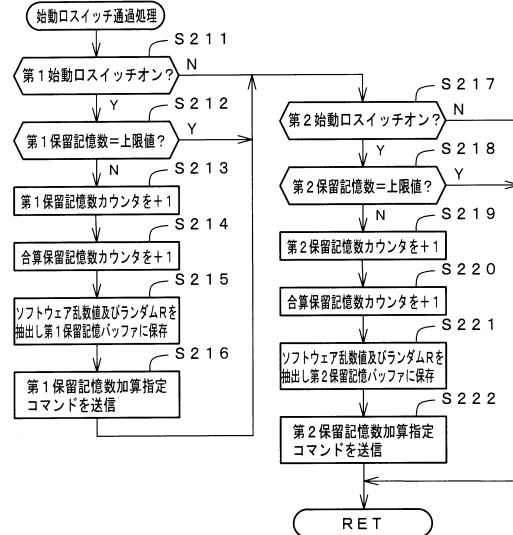 始動口スイッチ通過処理
S211
第1始動口スイッチオン?
N
Y
S212
第1保留記憶数=上限値?
Y
N
S213
第1保留記憶数カウンタを+1
S214
合算保留記憶数カウンタを+1
S215
ソフトウェア乱数値及びランダムRを
抽出し第1保留記憶バッファに保存
S216
第1保留記憶数加算指定
コマンドを送信
S217
第2始動口スイッチオン?
N
Y
S218
第2保留記憶数=上限値?
Y
N
S219
第2保留記憶数カウンタを+1
S220
合算保留記憶数カウンタを+1
S221
ソフトウェア乱数値及びランダムRを
抽出し第2保留記憶バッファに保存
S222
第2保留記憶数加算指定
コマンドを送信
RET